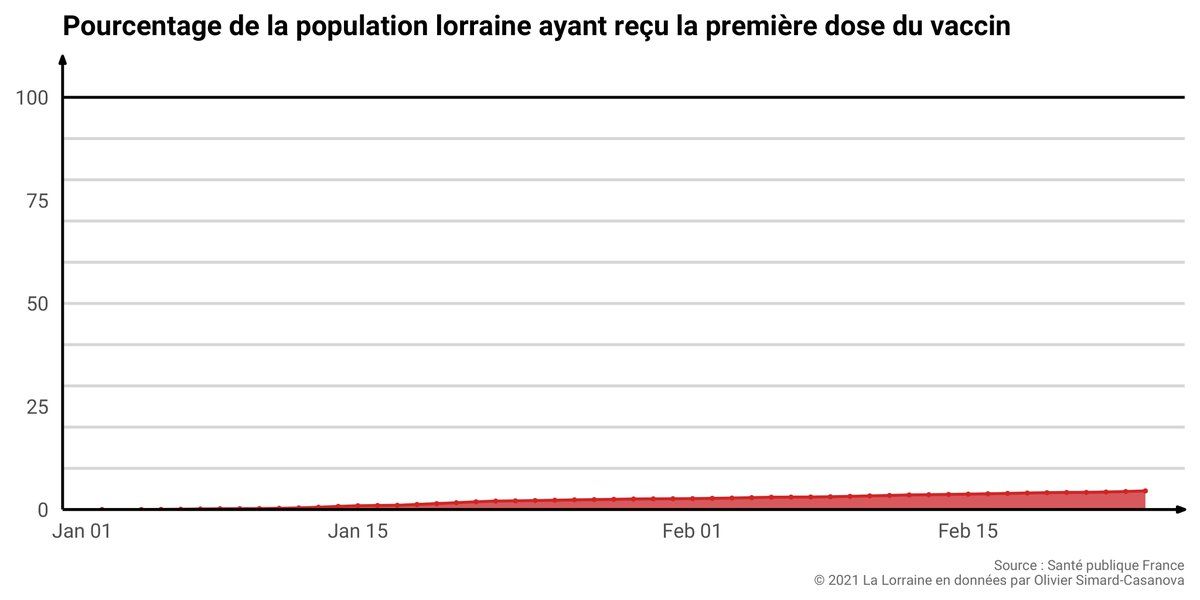 Pourcentage de la population lorraine ayant reçu la première dose du vaccin
100
75
50
25
0
Jan 01 Jan 15 Feb 01 Feb 15
Source : Santé publique France
© 2021 La Lorraine en données par Olivier Simard-Casanova